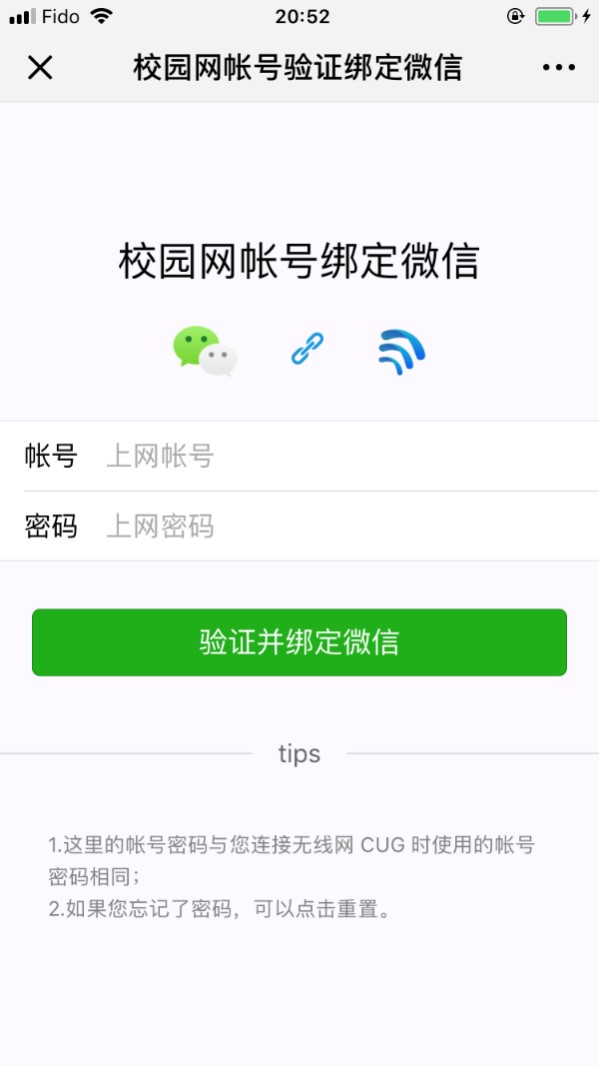 Fido 20:52
校园网帐号验证绑定微信
校园网帐号绑定微信
帐号 上网帐号
密码 上网密码
验证并绑定微信
tips
1.这里的帐号密码与您连接无线网 CUG 时使用的帐号
密码相同；
2.如果您忘记了密码，可以点击重置。